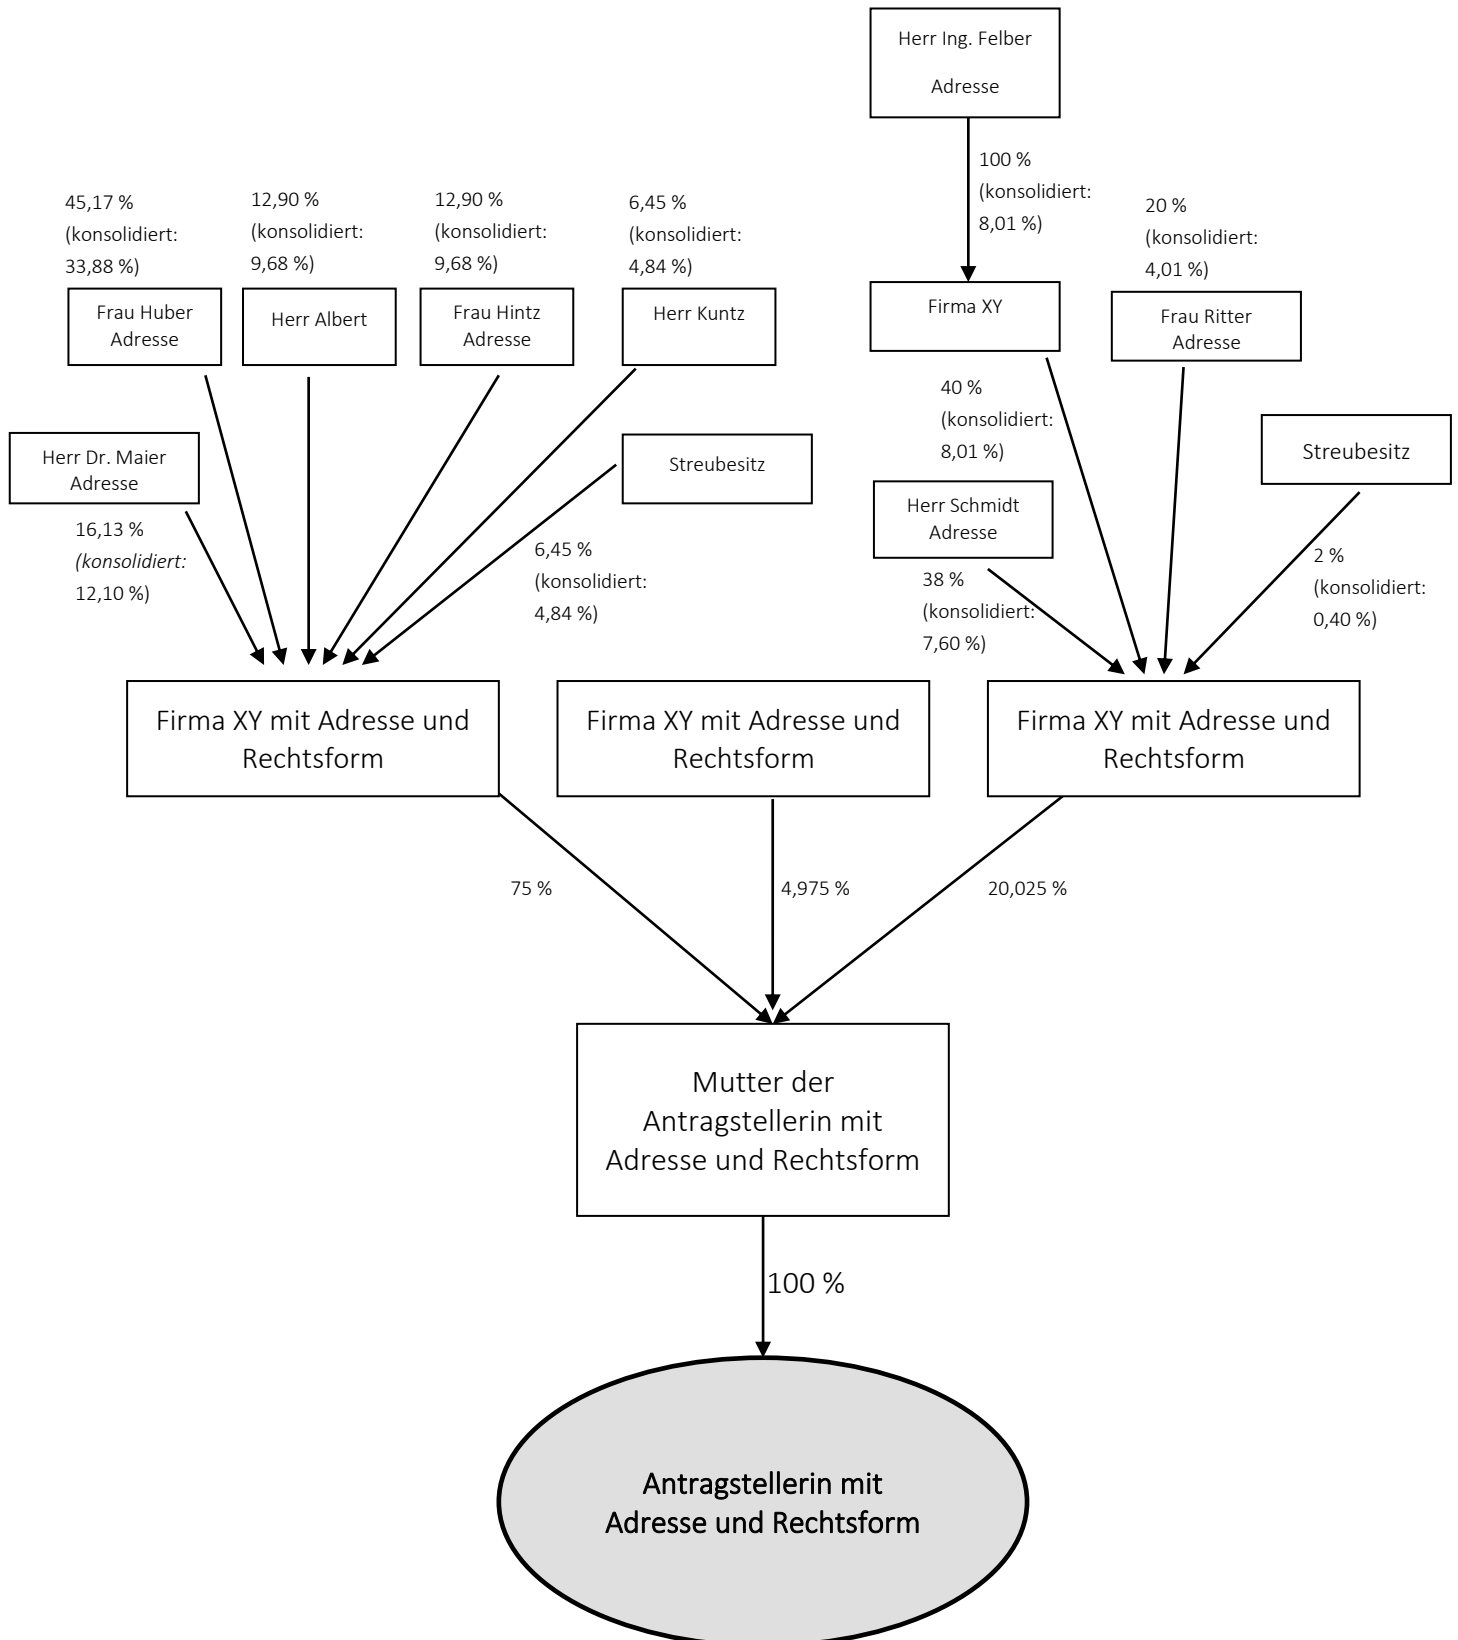 Herr Ing. Felber
Adresse
100 %
(konsolidiert:
8,01 %)
45,17 %
(konsolidiert:
33,88 %)
12,90 %
(konsolidiert:
9,68 %)
12,90 %
(konsolidiert:
9,68 %)
6,45 %
(konsolidiert:
4,84 %)
20 %
(konsolidiert:
4,01 %)
Frau Huber
Adresse
Herr Albert
Frau Hintz
Adresse
Herr Kuntz
Firma XY
Frau Ritter
Adresse
40 %
(konsolidiert:
8,01 %)
Herr Dr. Maier
Adresse
Streubesitz
Streubesitz
Herr Schmidt
Adresse
16,13 %
(konsolidiert:
12,10 %)
6,45 %
(konsolidiert:
4,84 %)
38 %
(konsolidiert:
7,60 %)
2 %
(konsolidiert:
0,40 %)
Firma XY mit Adresse und
Rechtsform
Firma XY mit Adresse und
Rechtsform
Firma XY mit Adresse und
Rechtsform
75 %
4,975 %
20,025 %
Mutter der
Antragstellerin mit
Adresse und Rechtsform
100 %
Antragstellerin mit
Adresse und Rechtsform